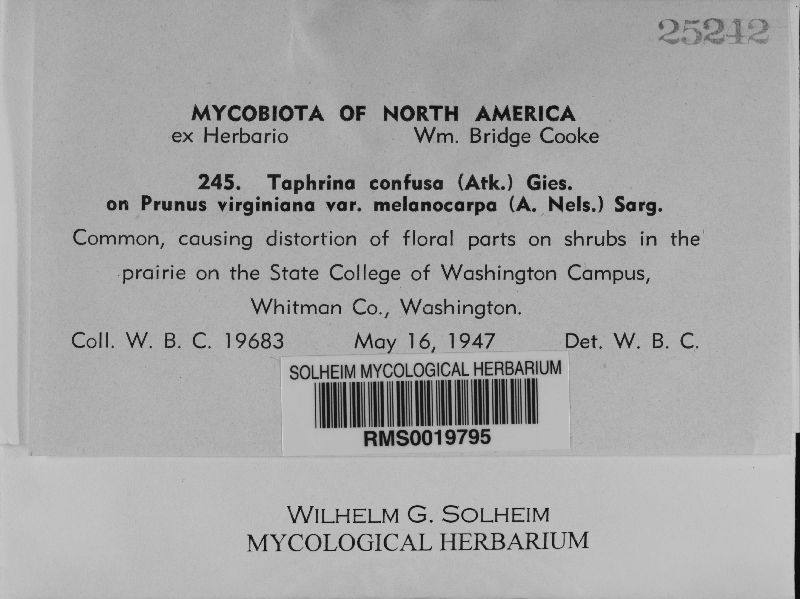 25242
MYCOBIOTA OF NORTH AMERICA
ex Herbario Wm. Bridge Cooke
245. Taphrina confusa (Atk.) Gies.
on Prunus virginiana var. melanocarpa (A. Nels.) Sarg.
Common, causing distortion of floral parts on shrubs in the
prairie on the State College of Washington Campus,
Whitman Co., Washington.
Coll. W. B. C. 19683 May 16, 1947 Det. W. B. C.
SOLHEIM MYCOLOGICAL HERBARIUM
RMS0019795
WILHELM G. SOLHEIM
MYCOLOGICAL HERBARIUM